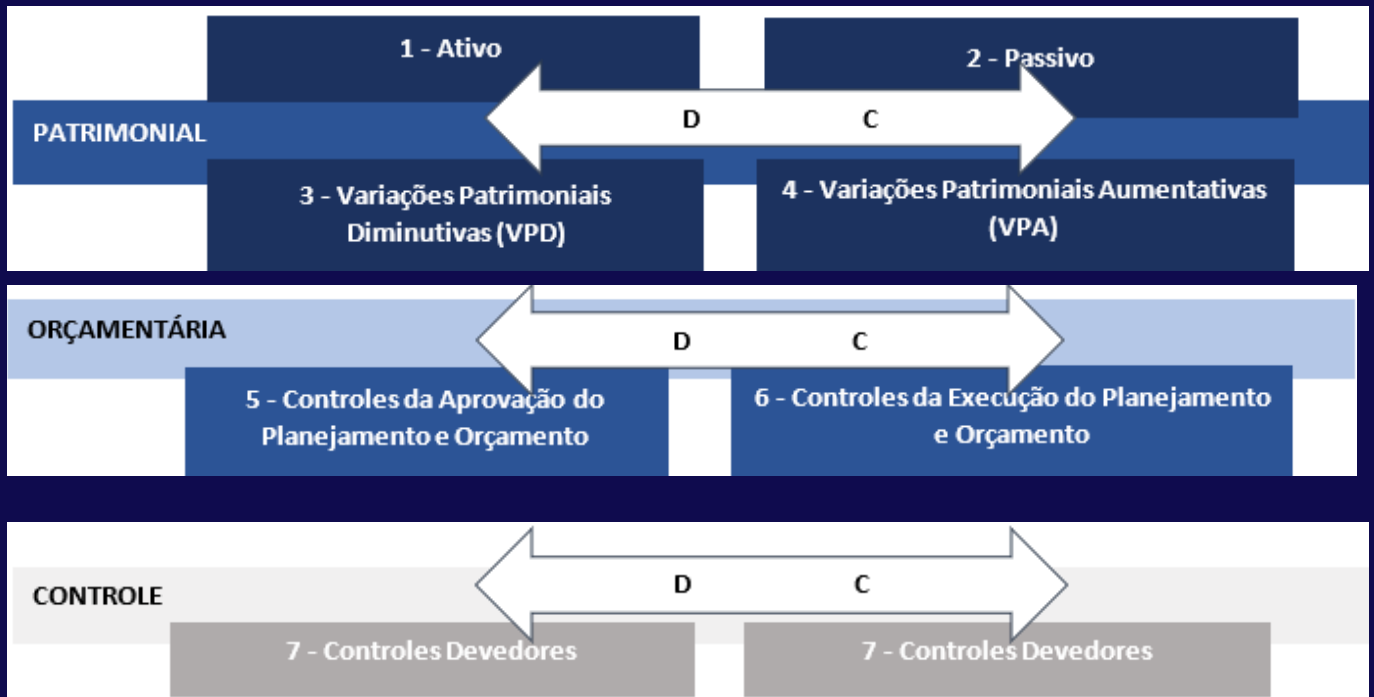 1 - Ativo
2 - Passivo
PATRIMONIAL
D C
3 - Variações Patrimoniais
Diminutivas (VPD)
4 - Variações Patrimoniais Aumentativas
(VPA)
ORÇAMENTÁRIA
D C
5 - Controles da Aprovação do
Planejamento e Orçamento
6 - Controles da Execução do Planejamento
e Orçamento
CONTROLE
D C
7 - Controles Devedores
7 - Controles Devedores